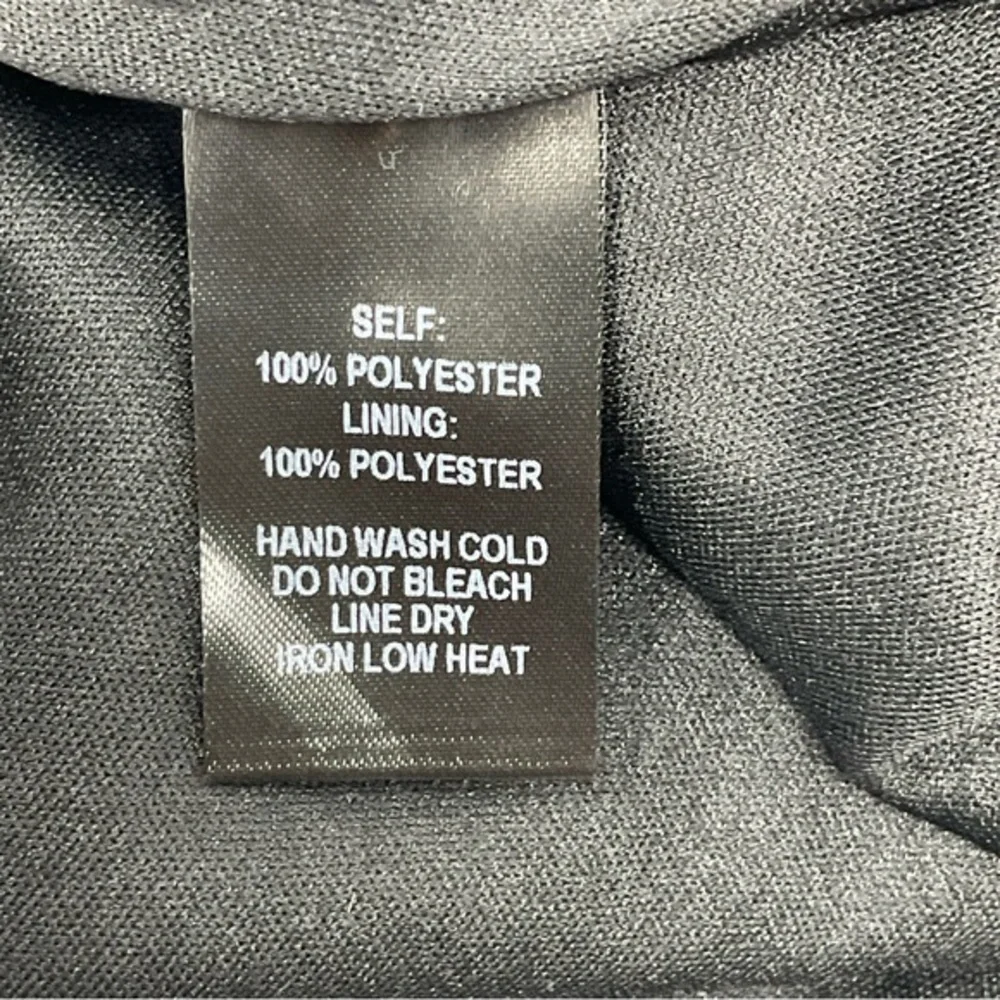 SELF:
100% POLYESTER
LINING:
100% POLYESTER
HAND WASH COLD
DO NOT BLEACH
LINE DRY
IRON LOW HEAT